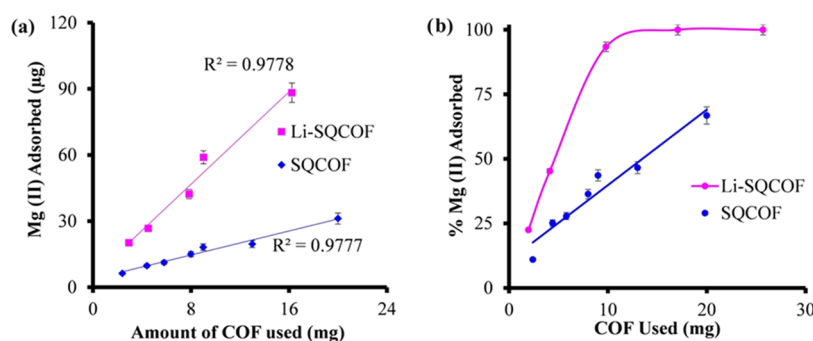 (a)
120
90
60
30
0
Mg (II) Adsorbed (µg)
R² = 0.9778
Li-SQCOF
SQCOF
R² = 0.9777
0 8 16 24
Amount of COF used (mg)
(b)
100
75
50
25
0
% Mg (II) Adsorbed
Li-SQCOF
SQCOF
0 10 20 30
COF Used (mg)